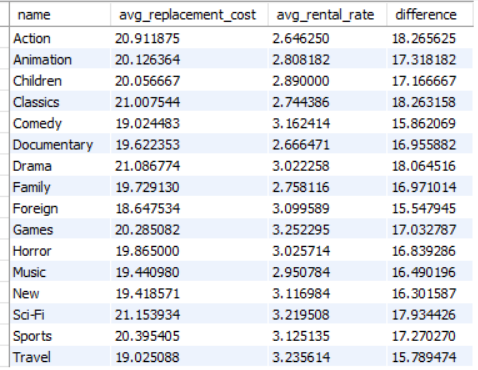 name avg_replacement_cost avg_rental_rate difference
Action 20.911875 2.646250 18.265625
Animation 20.126364 2.808182 17.318182
Children 20.056667 2.890000 17.166667
Classics 21.007544 2.744386 18.263158
Comedy 19.024483 3.162414 15.862069
Documentary 19.622353 2.666471 16.955882
Drama 21.086774 3.022258 18.064516
Family 19.729130 2.758116 16.971014
Foreign 18.647534 3.099589 15.547945
Games 20.285082 3.252295 17.032787
Horror 19.865000 3.025714 16.839286
Music 19.440980 2.950784 16.490196
New 19.418571 3.116984 16.301587
Sci-Fi 21.153934 3.219508 17.934426
Sports 20.395405 3.125135 17.270270
Travel 19.025088 3.235614 15.789474